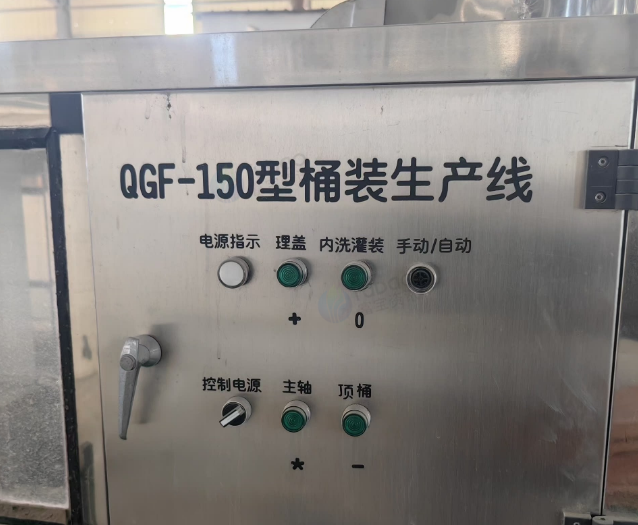 QGF-150型桶装生产线
电源指示 理盖 内洗灌装 手动/自动
+ 0
控制电源 主轴 顶桶
* -